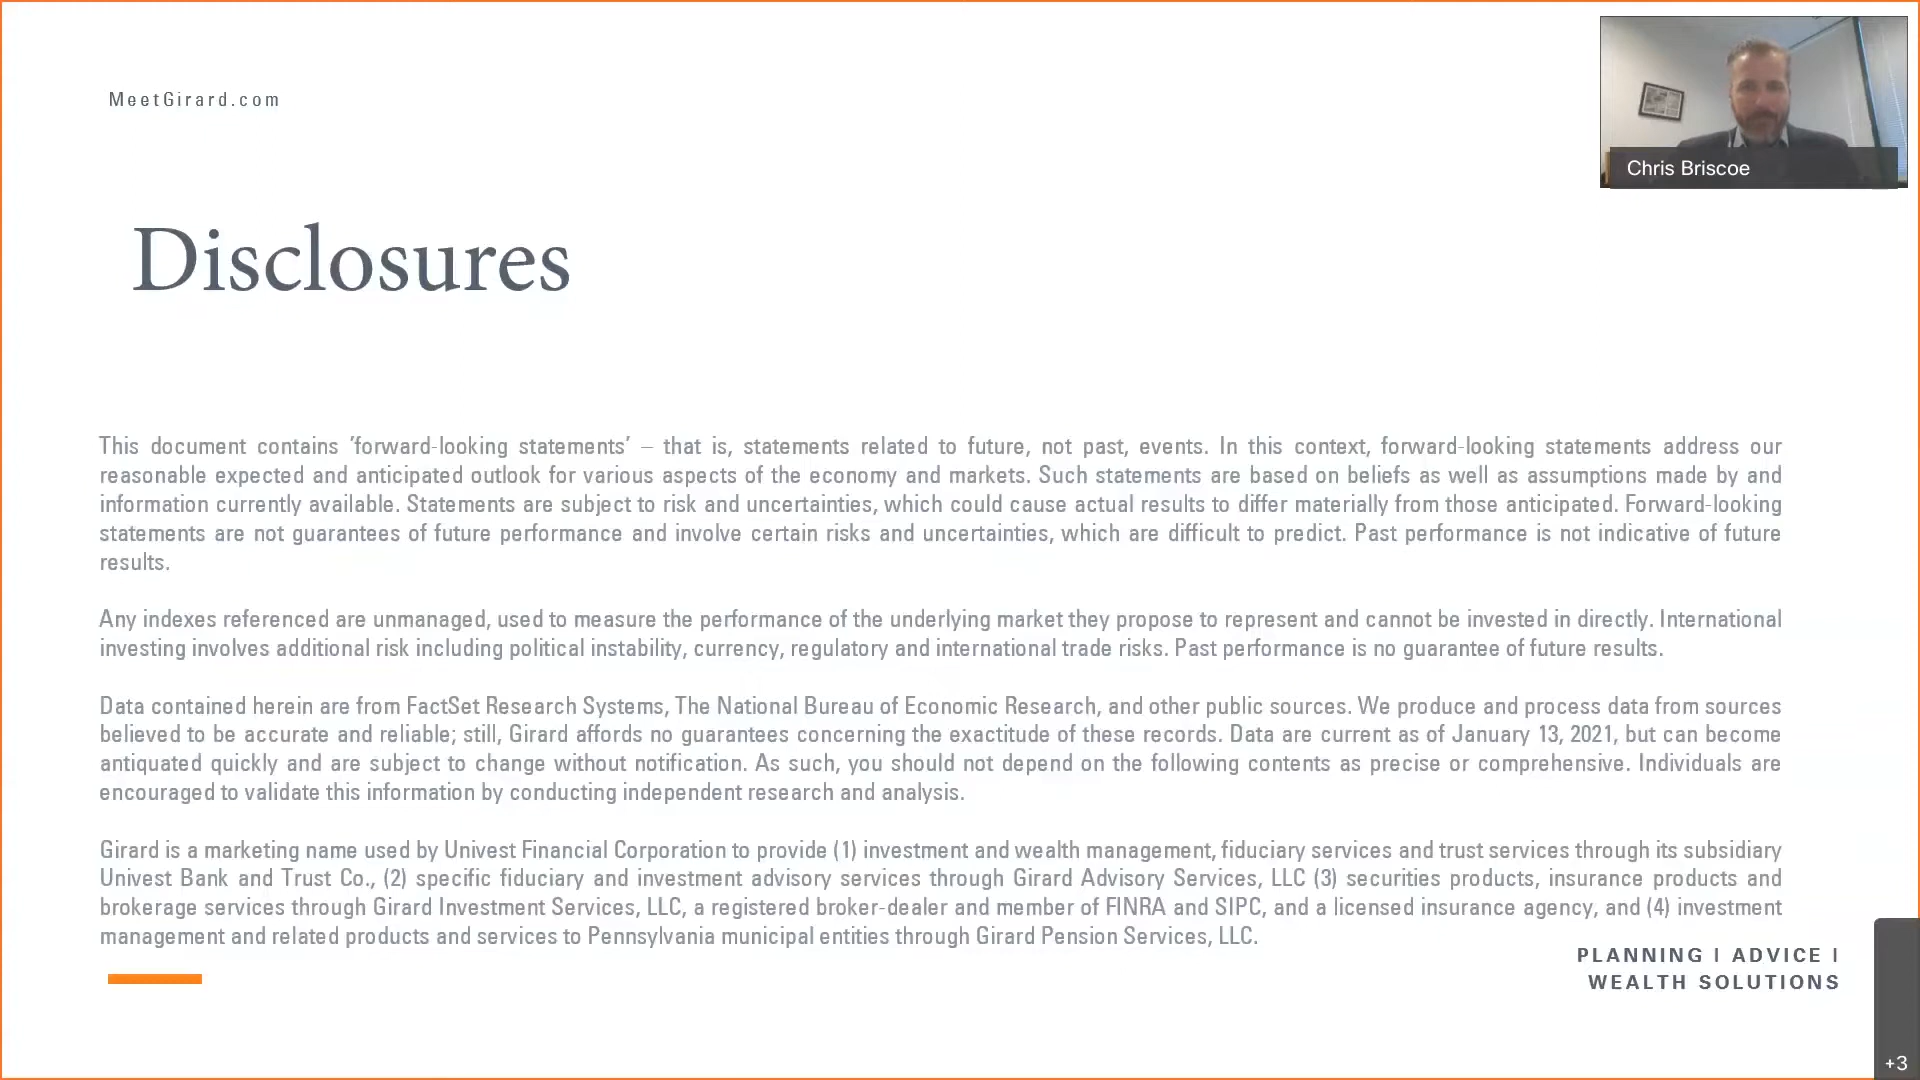 MeetGirard.com
Chris Briscoe
Disclosures
This document contains ‘forward-looking statements’ – that is, statements related to future, not past, events. In this context, forward-looking statements address our
reasonable expected and anticipated outlook for various aspects of the economy and markets. Such statements are based on beliefs as well as assumptions made by and
information currently available. Statements are subject to risk and uncertainties, which could cause actual results to differ materially from those anticipated. Forward-looking
statements are not guarantees of future performance and involve certain risks and uncertainties, which are difficult to predict. Past performance is not indicative of future
results.
Any indexes referenced are unmanaged, used to measure the performance of the underlying market they propose to represent and cannot be invested in directly. International
investing involves additional risk including political instability, currency, regulatory and international trade risks. Past performance is no guarantee of future results.
Data contained herein are from FactSet Research Systems, The National Bureau of Economic Research, and other public sources. We produce and process data from sources
believed to be accurate and reliable; still, Girard affords no guarantees concerning the exactitude of these records. Data are current as of January 13, 2021, but can become
antiquated quickly and are subject to change without notification. As such, you should not depend on the following contents as precise or comprehensive. Individuals are
encouraged to validate this information by conducting independent research and analysis.
Girard is a marketing name used by Univest Financial Corporation to provide (1) investment and wealth management, fiduciary services and trust services through its subsidiary
Univest Bank and Trust Co., (2) specific fiduciary and investment advisory services through Girard Advisory Services, LLC (3) securities products, insurance products and
brokerage services through Girard Investment Services, LLC, a registered broker-dealer and member of FINRA and SIPC, and a licensed insurance agency, and (4) investment
management and related products and services to Pennsylvania municipal entities through Girard Pension Services, LLC.
PLANNING | ADVICE |
WEALTH SOLUTIONS
+3